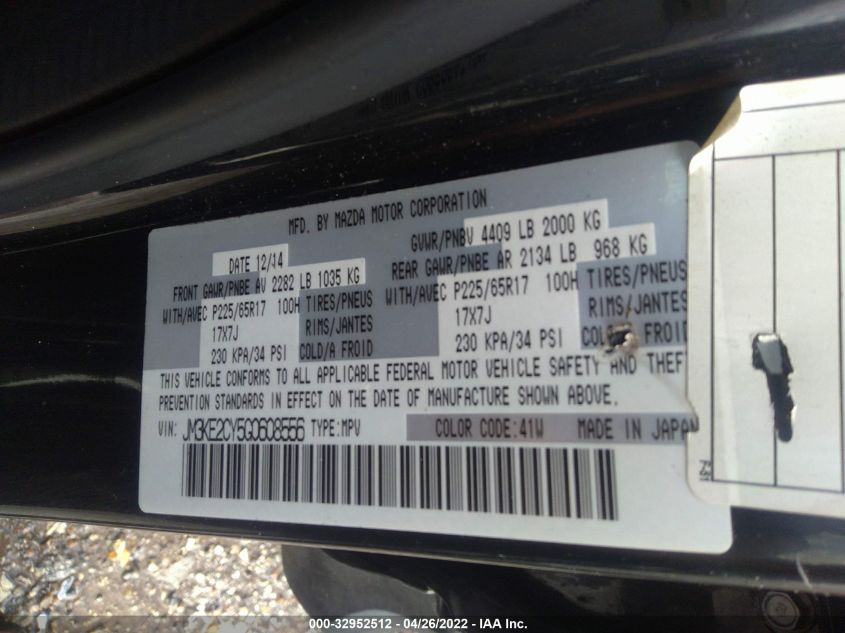 MFD. BY MAZDA MOTOR CORPORATION
DATE 12/14 GVWR/PNBV 4409 LB 2000 KG
FRONT GAWR/PNBE AV 2282 LB 1035 KG REAR GAWR/PNBE AR 2134 LB 968 KG
WITH/AVEC P225/65R17 100H TIRES/PNEUS WITH/AVEC P225/65R17 100H TIRES/PNEUS
17X7J RIMS/JANTES 17X7J RIMS/JANTES
230 KPA/34 PSI COLD/A FROID 230 KPA/34 PSI FROID
THIS VEHICLE CONFORMS TO ALL APPLICABLE FEDERAL MOTOR VEHICLE SAFETY AND THEFT
PREVENTION STANDARDS IN EFFECT ON THE DATE OF MANUFACTURE SHOWN ABOVE.
VIN: JM3KE2CY5G0608556 TYPE:MPV COLOR CODE:41W MADE IN JAPAN
000-32952512 - 04/26/2022 - IAA Inc.